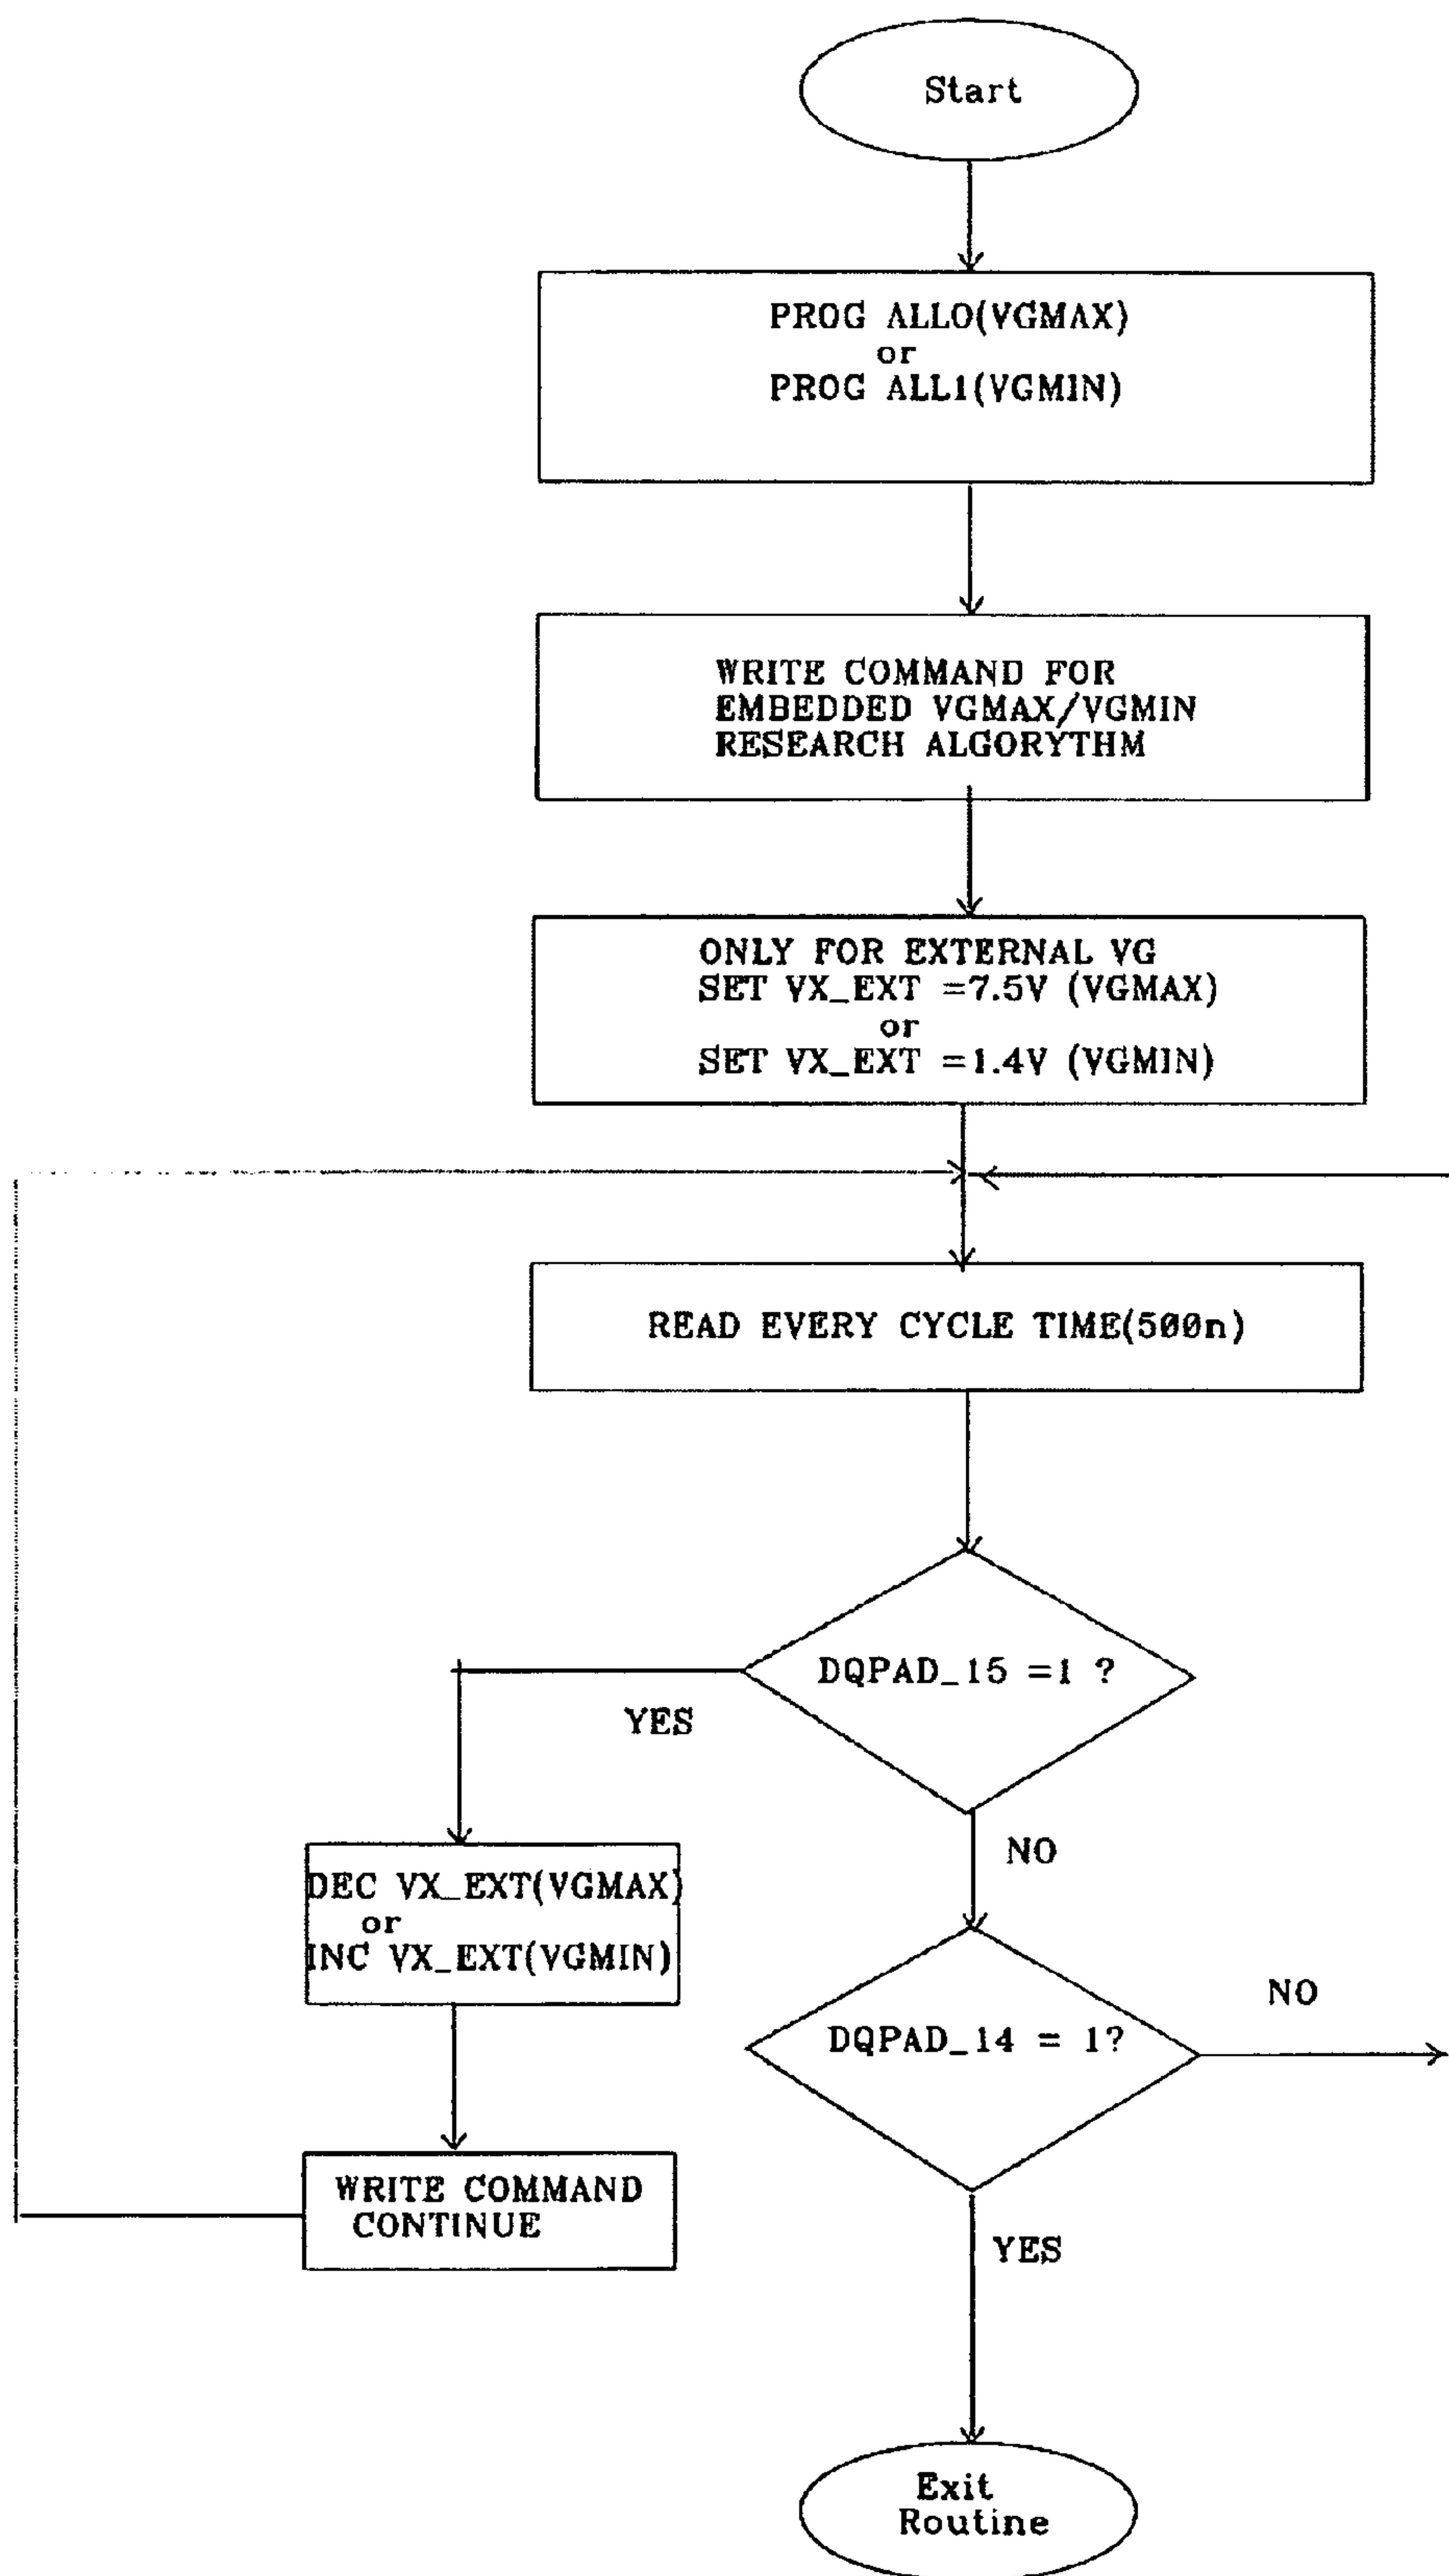 Start
PROG ALL0(VGMAX)
or
PROG ALL1(VGMIN)
WRITE COMMAND FOR
EMBEDDED VGMAX/VGMIN
RESEARCH ALGORYTHM
ONLY FOR EXTERNAL VG
SET VX_EXT =7.5V (VGMAX)
or
SET VX_EXT =1.4V (VGMIN)
READ EVERY CYCLE TIME(500n)
DQPAD_15 =1 ?
YES
NO
DEC VX_EXT(VGMAX)
or
INC VX_EXT(VGMIN)
DQPAD_14 = 1?
NO
WRITE COMMAND
CONTINUE
YES
Exit
Routine